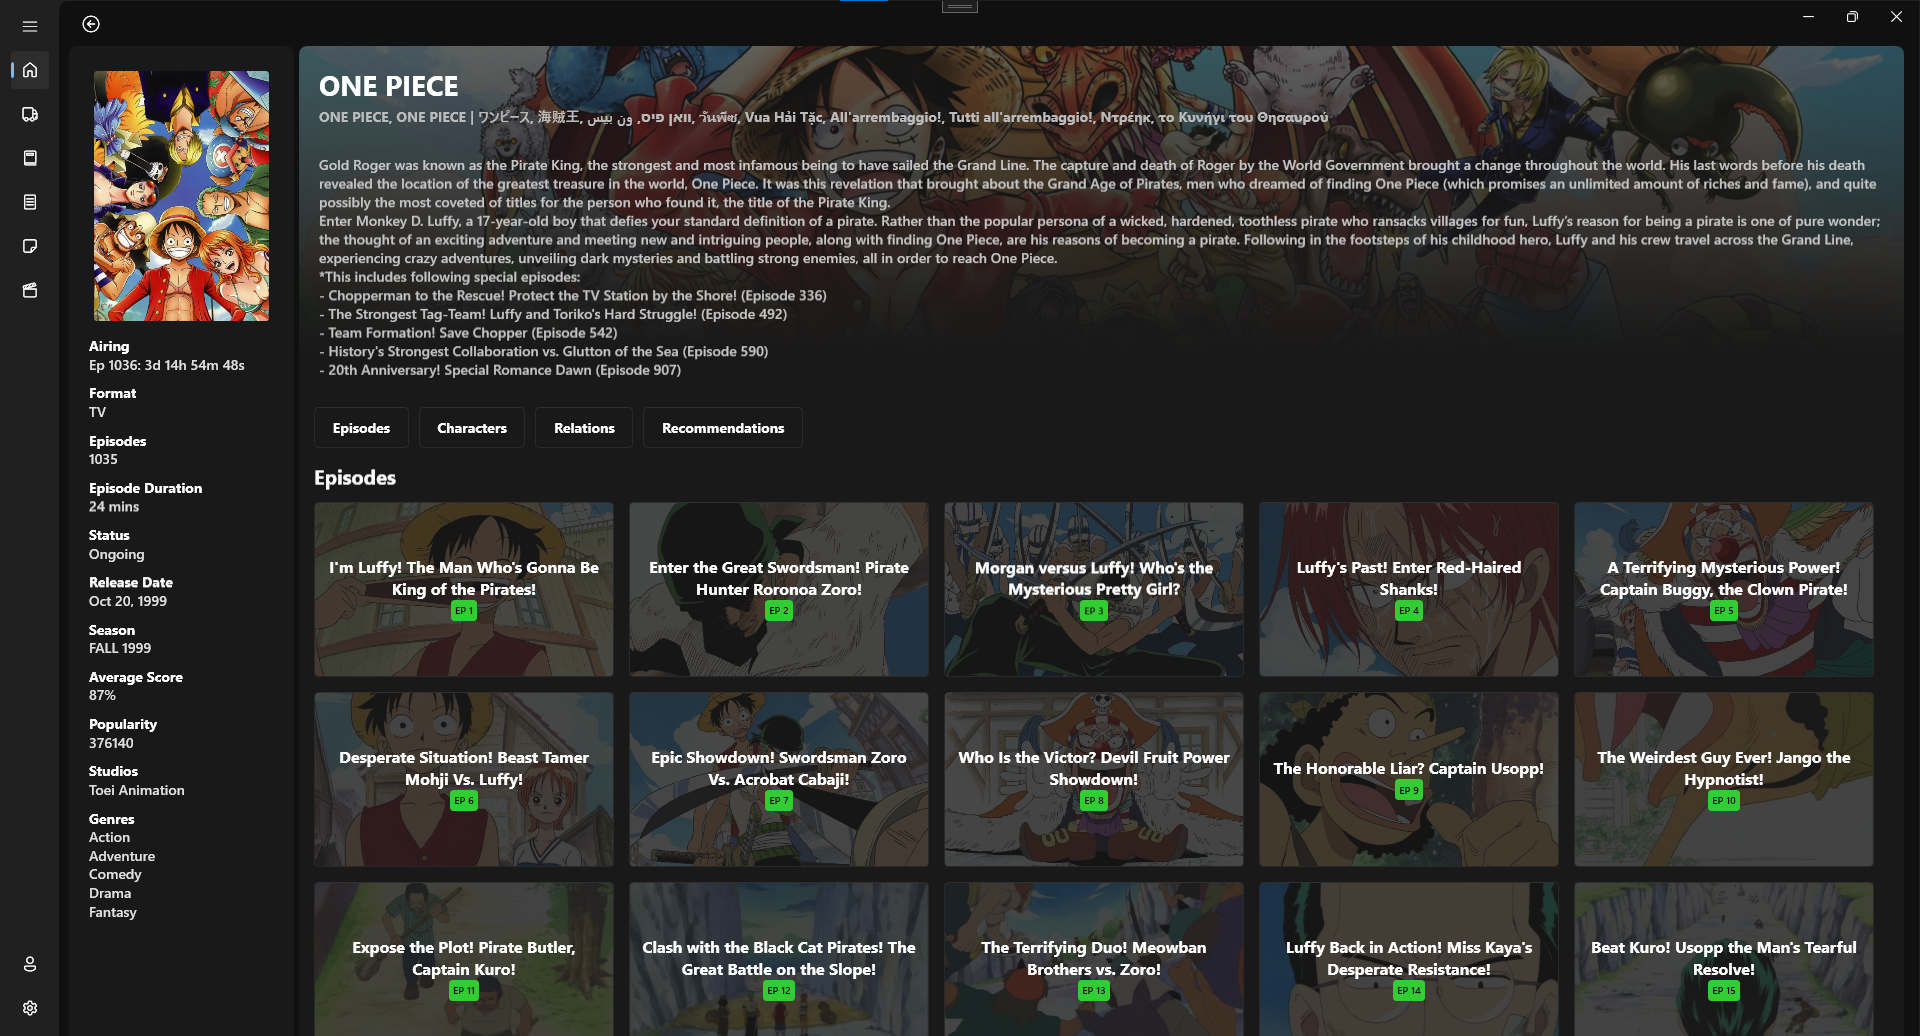 ONE PIECE
ONE PIECE, ONE PIECE | ワンピース, 海贼王, ون بيس, וואן פיס, วันพีซ, Vua Hải Tặc, All'arrembaggio!, Tutti all'arrembaggio!, Ντρέηκ, το Κυνήγι του Θησαυρού
Gold Roger was known as the Pirate King, the strongest and most infamous being to have sailed the Grand Line. The capture and death of Roger by the World Government brought a change throughout the world. His last words before his death
revealed the location of the greatest treasure in the world, One Piece. It was this revelation that brought about the Grand Age of Pirates, men who dreamed of finding One Piece (which promises an unlimited amount of riches and fame), and quite
possibly the most coveted of titles for the person who found it, the title of the Pirate King.
Enter Monkey D. Luffy, a 17-year-old boy that defies your standard definition of a pirate. Rather than the popular persona of a wicked, hardened, toothless pirate who ransacks villages for fun, Luffy's reason for being a pirate is one of pure wonder;
the thought of an exciting adventure and meeting new and intriguing people, along with finding One Piece, are his reasons of becoming a pirate. Following in the footsteps of his childhood hero, Luffy and his crew travel across the Grand Line,
experiencing crazy adventures, unveiling dark mysteries and battling strong enemies, all in order to reach One Piece.
*This includes following special episodes:
- Chopperman to the Rescue! Protect the TV Station by the Shore! (Episode 336)
- The Strongest Tag-Team! Luffy and Toriko's Hard Struggle! (Episode 492)
- Team Formation! Save Chopper (Episode 542)
- History's Strongest Collaboration vs. Glutton of the Sea (Episode 590)
- 20th Anniversary! Special Romance Dawn (Episode 907)
Airing
Ep 1036: 3d 14h 54m 48s
Format
TV
Episodes
1035
Episode Duration
24 mins
Status
Ongoing
Release Date
Oct 20, 1999
Season
FALL 1999
Average Score
87%
Popularity
376140
Studios
Toei Animation
Genres
Action
Adventure
Comedy
Drama
Fantasy
Episodes
Characters
Relations
Recommendations
Episodes
I'm Luffy! The Man Who's Gonna Be
King of the Pirates!
EP 1
Enter the Great Swordsman! Pirate
Hunter Roronoa Zoro!
EP 2
Morgan versus Luffy! Who's the
Mysterious Pretty Girl?
EP 3
Luffy's Past! Enter Red-Haired
Shanks!
EP 4
A Terrifying Mysterious Power!
Captain Buggy, the Clown Pirate!
EP 5
Desperate Situation! Beast Tamer
Mohji Vs. Luffy!
EP 6
Epic Showdown! Swordsman Zoro
Vs. Acrobat Cabaji!
EP 7
Who Is the Victor? Devil Fruit Power
Showdown!
EP 8
The Honorable Liar? Captain Usopp!
EP 9
The Weirdest Guy Ever! Jango the
Hypnotist!
EP 10
Expose the Plot! Pirate Butler,
Captain Kuro!
EP 11
Clash with the Black Cat Pirates! The
Great Battle on the Slope!
EP 12
The Terrifying Duo! Meowban
Brothers vs. Zoro!
EP 13
Luffy Back in Action! Miss Kaya's
Desperate Resistance!
EP 14
Beat Kuro! Usopp the Man's Tearful
Resolve!
EP 15